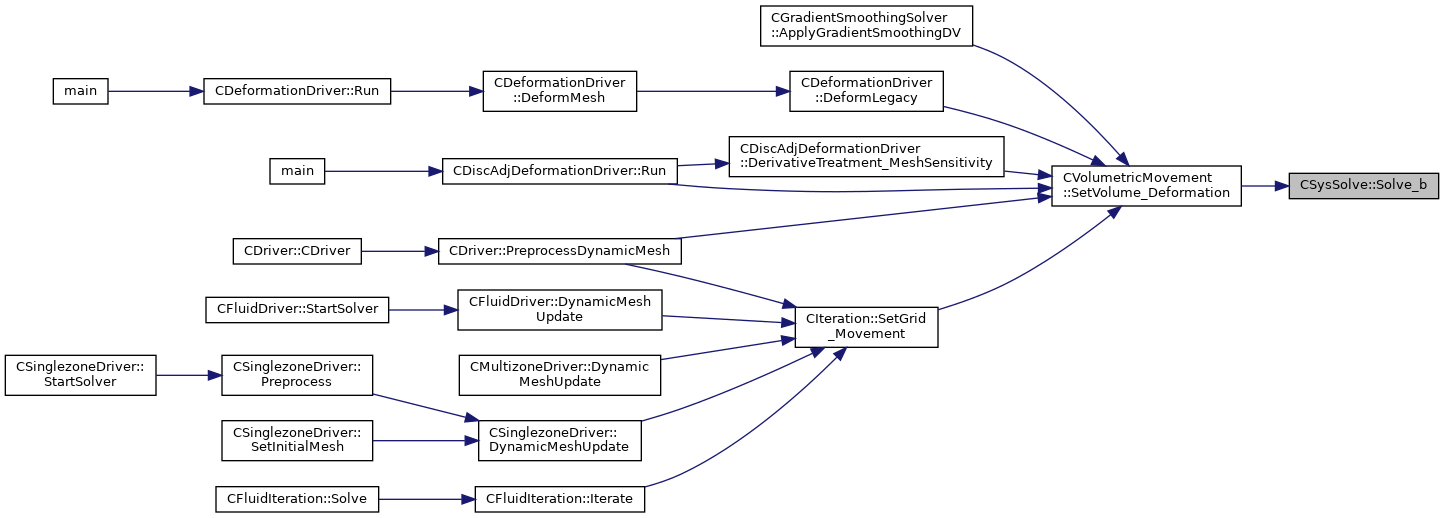 CGradientSmoothingSolver
::ApplyGradientSmoothingDV
main
CDeformationDriver::Run
CDeformationDriver
::DeformMesh
CDeformationDriver
::DeformLegacy
main
CDiscAdjDeformationDriver::Run
CDiscAdjDeformationDriver
::DerivativeTreatment_MeshSensitivity
CVolumetricMovement
::SetVolume_Deformation
CSysSolve::Solve_b
CDriver::CDriver
CDriver::PreprocessDynamicMesh
CFluidDriver::StartSolver
CFluidDriver::DynamicMesh
Update
CIteration::SetGrid
_Movement
CSinglezoneDriver::
StartSolver
CSinglezoneDriver::
Preprocess
CMultizoneDriver::Dynamic
MeshUpdate
CSinglezoneDriver::
SetInitialMesh
CSinglezoneDriver::
DynamicMeshUpdate
CFluidIteration::Solve
CFluidIteration::Iterate